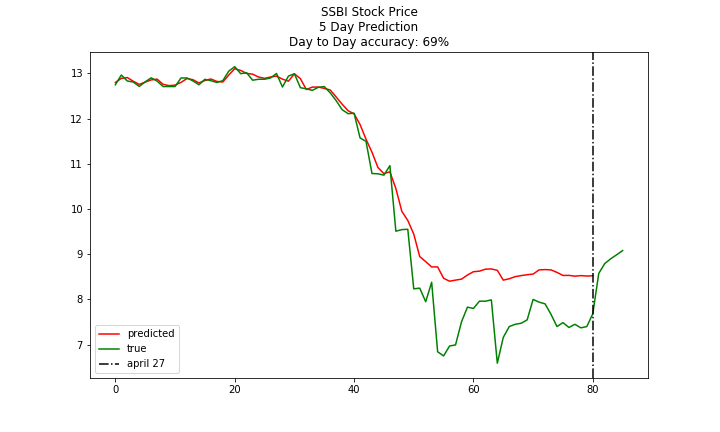 SSBI Stock Price
5 Day Prediction
Day to Day accuracy: 69%
13
12
11
10
9
8
7
predicted
true
april 27
0
20
40
60
80